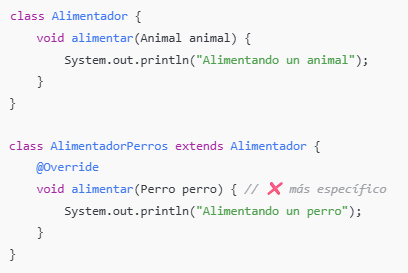 class Alimentador {
    void alimentar(Animal animal) {
        System.out.println("Alimentando un animal");
    }
}

class AlimentadorPerros extends Alimentador {
    @Override
    void alimentar(Perro perro) { // ❌ más específico
        System.out.println("Alimentando un perro");
    }
}